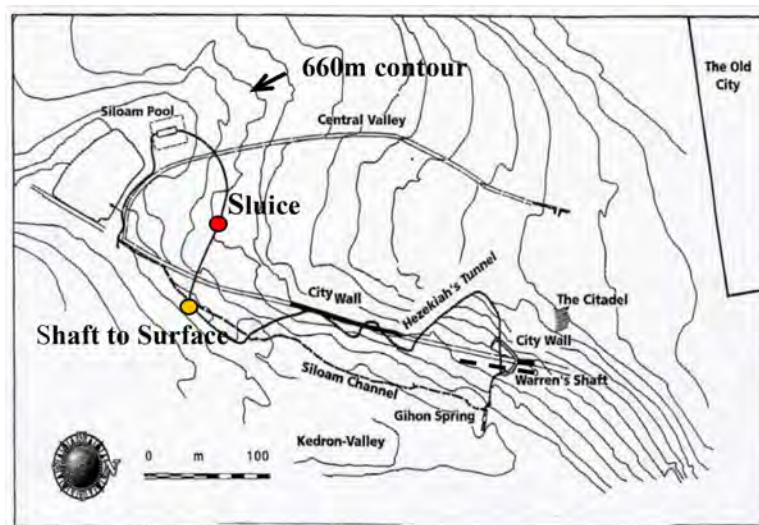 660m contour
The Old
City
Siloam Pool
Central Valley
Sluice
City Wall
Hezekiah's Tunnel
The Citadel
Shaft to Surface
City Wall
Warren's Shaft
Siloam Channel
Gihon Spring
Kedron-Valley
0 m 100
N